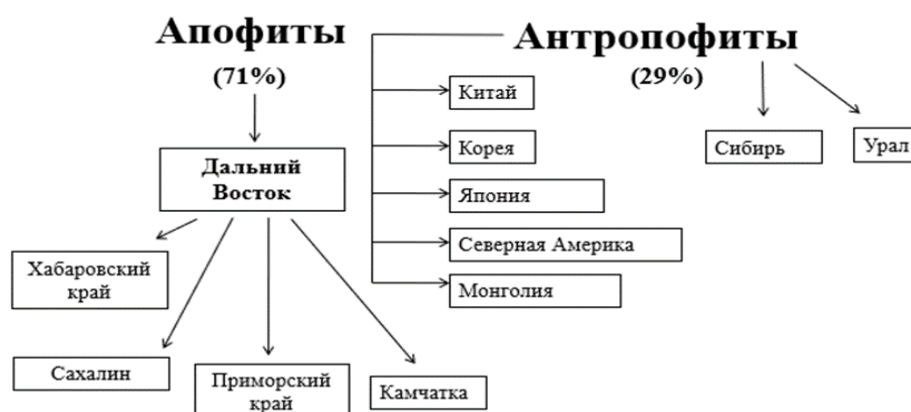 Апофиты
(71%)
Дальний
Восток
Хабаровский
край
Сахалин
Приморский
край
Камчатка
Антропофиты
(29%)
Китай
Корея
Япония
Северная Америка
Монголия
Сибирь
Урал